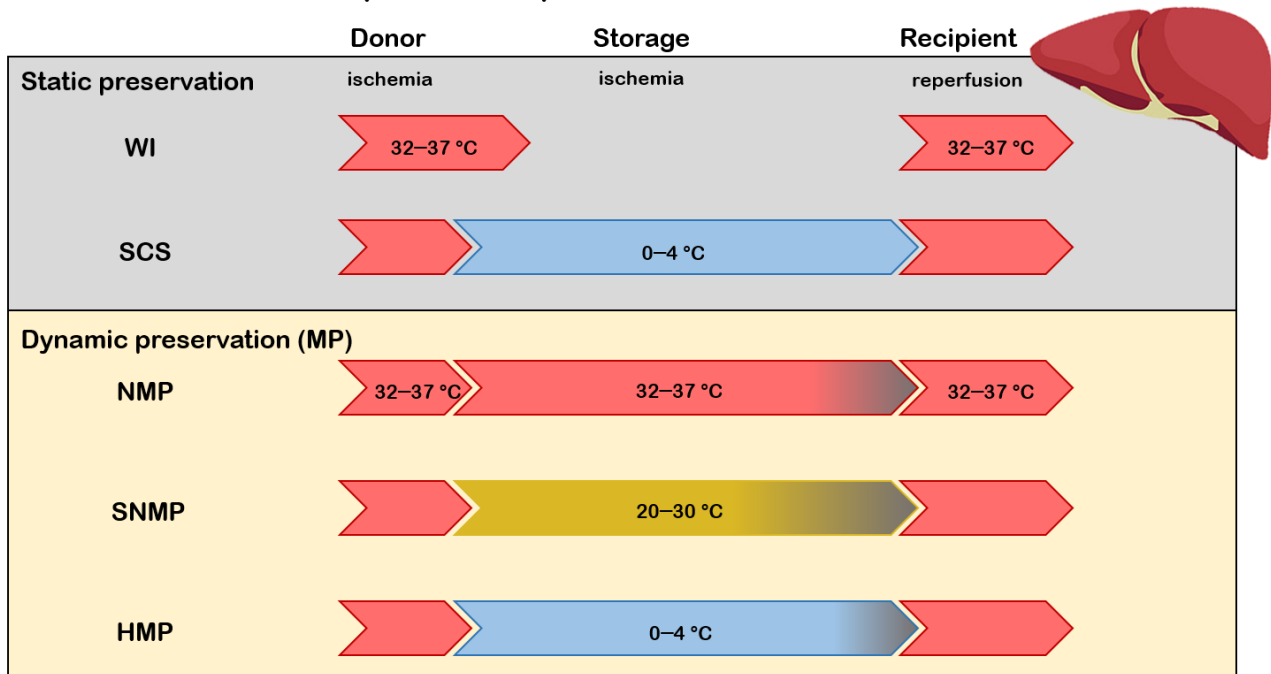 Donor Storage Recipient
Static preservation ischemia ischemia reperfusion
WI 32–37 °C 32–37 °C
SCS 0–4 °C
Dynamic preservation (MP)
NMP 32–37 °C 32–37 °C 32–37 °C
SNMP 20–30 °C
HMP 0–4 °C